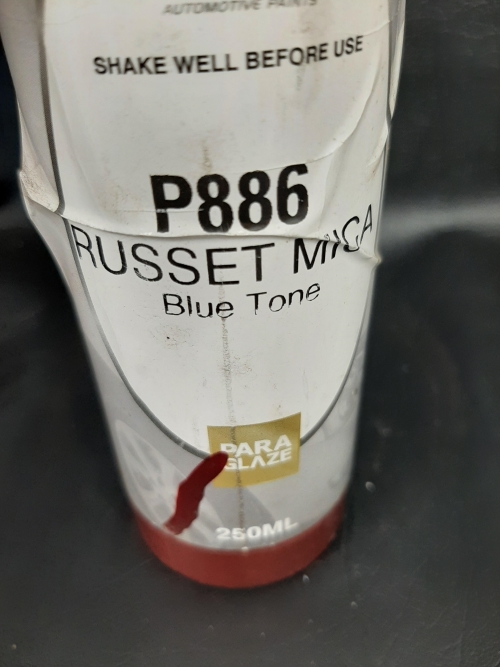 AUTOMOTIVE PAINTS
SHAKE WELL BEFORE USE
P886
RUSSET MICA
Blue Tone
PARA
GLAZE
250ML